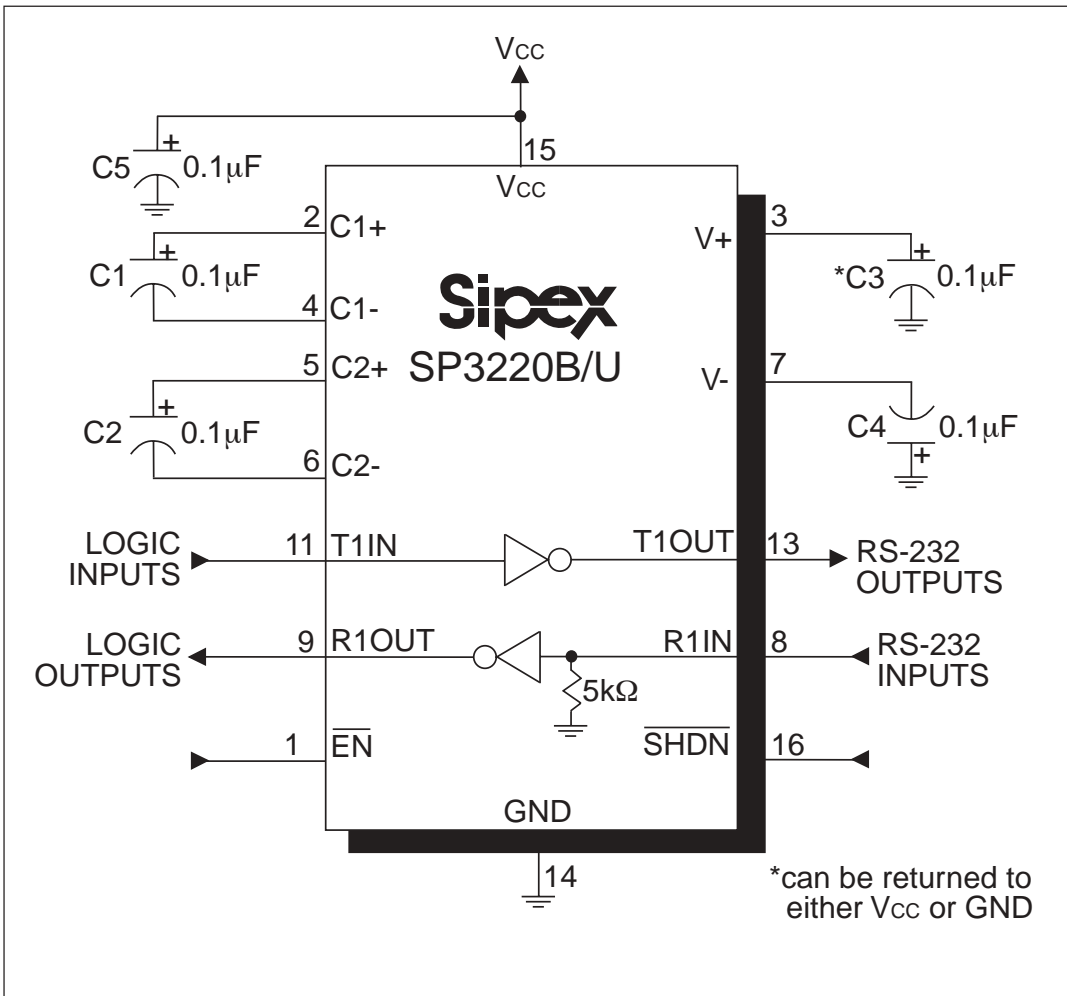 VCC
C5
+
0.1µF
15
VCC
2
C1+
C1
+
0.1µF
4
C1-
5
C2+
C2
+
0.1µF
6
C2-
Sipex
SP3220B/U
3
V+
*C3
+
0.1µF
7
V-
C4
0.1µF
+
LOGIC
INPUTS
11
T1IN
T1OUT
13
RS-232
OUTPUTS
LOGIC
OUTPUTS
9
R1OUT
R1IN
8
RS-232
INPUTS
5kΩ
1
EN
SHDN
16
GND
14
*can be returned to
either VCC or GND